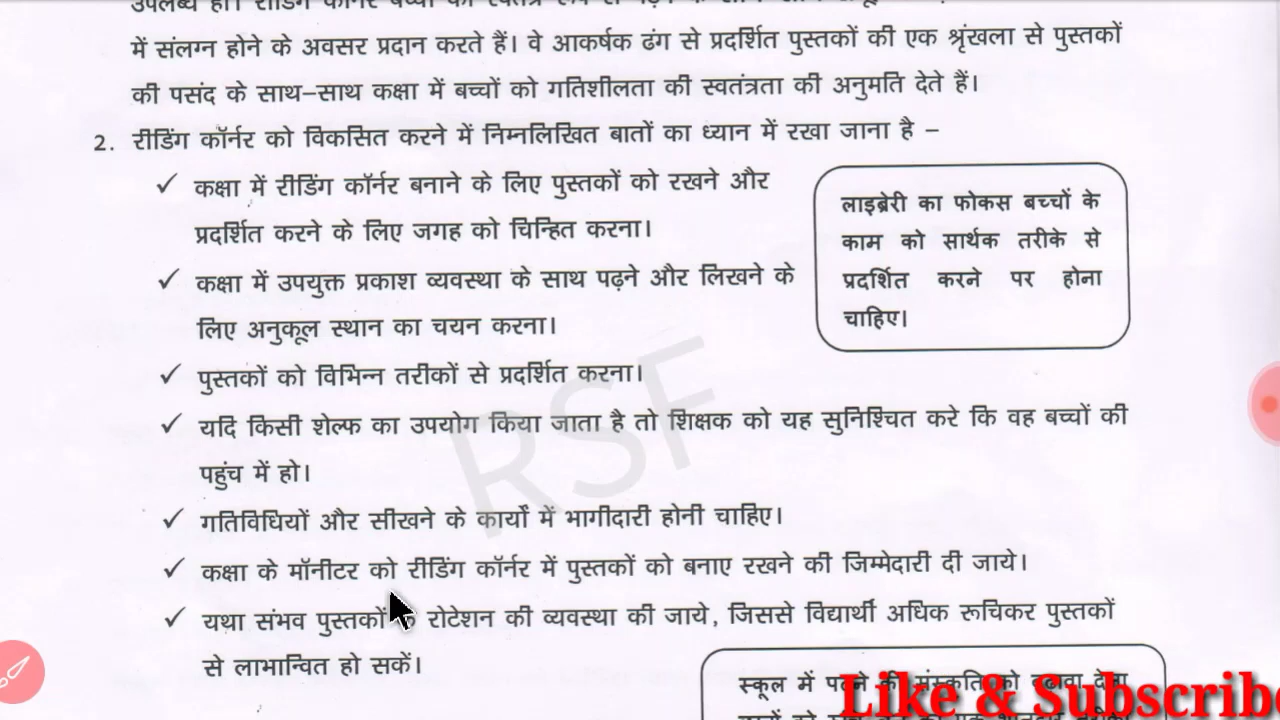 में संलग्न होने के अवसर प्रदान करते हैं। वे आकर्षक ढंग से प्रदर्शित पुस्तकों की एक श्रृंखला से पुस्तकों
की पसंद के साथ–साथ कक्षा में बच्चों को गतिशीलता की स्वतंत्रता की अनुमति देते हैं।
2. रीडिंग कॉर्नर को विकसित करने में निम्नलिखित बातों का ध्यान में रखा जाना है –
✓ कक्षा में रीडिंग कॉर्नर बनाने के लिए पुस्तकों को रखने और
प्रदर्शित करने के लिए जगह को चिन्हित करना।
✓ कक्षा में उपयुक्त प्रकाश व्यवस्था के साथ पढ़ने और लिखने के
लिए अनुकूल स्थान का चयन करना।
लाइब्रेरी का फोकस बच्चों के
काम को सार्थक तरीके से
प्रदर्शित करने पर होना
चाहिए।
✓ पुस्तकों को विभिन्न तरीकों से प्रदर्शित करना।
✓ यदि किसी शेल्फ का उपयोग किया जाता है तो शिक्षक को यह सुनिश्चित करे कि वह बच्चों की
पहुंच में हो।
✓ गतिविधियों और सीखने के कार्यों में भागीदारी होनी चाहिए।
✓ कक्षा के मॉनीटर को रीडिंग कॉर्नर में पुस्तकों को बनाए रखने की जिम्मेदारी दी जाये।
✓ यथा संभव पुस्तकों रोटेशन की व्यवस्था की जाये, जिससे विद्यार्थी अधिक रूचिकर पुस्तकों
से लाभान्वित हो सकें।
RSF
स्कूल में
Like & Subscrib